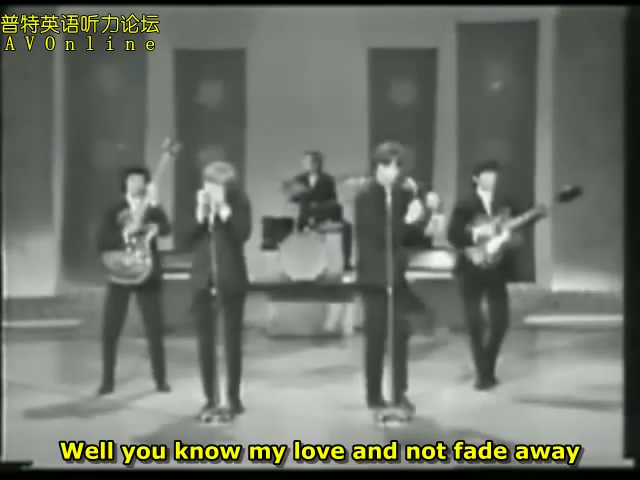 普特英语听力论坛
AVOnline
Well you know my love and not fade away